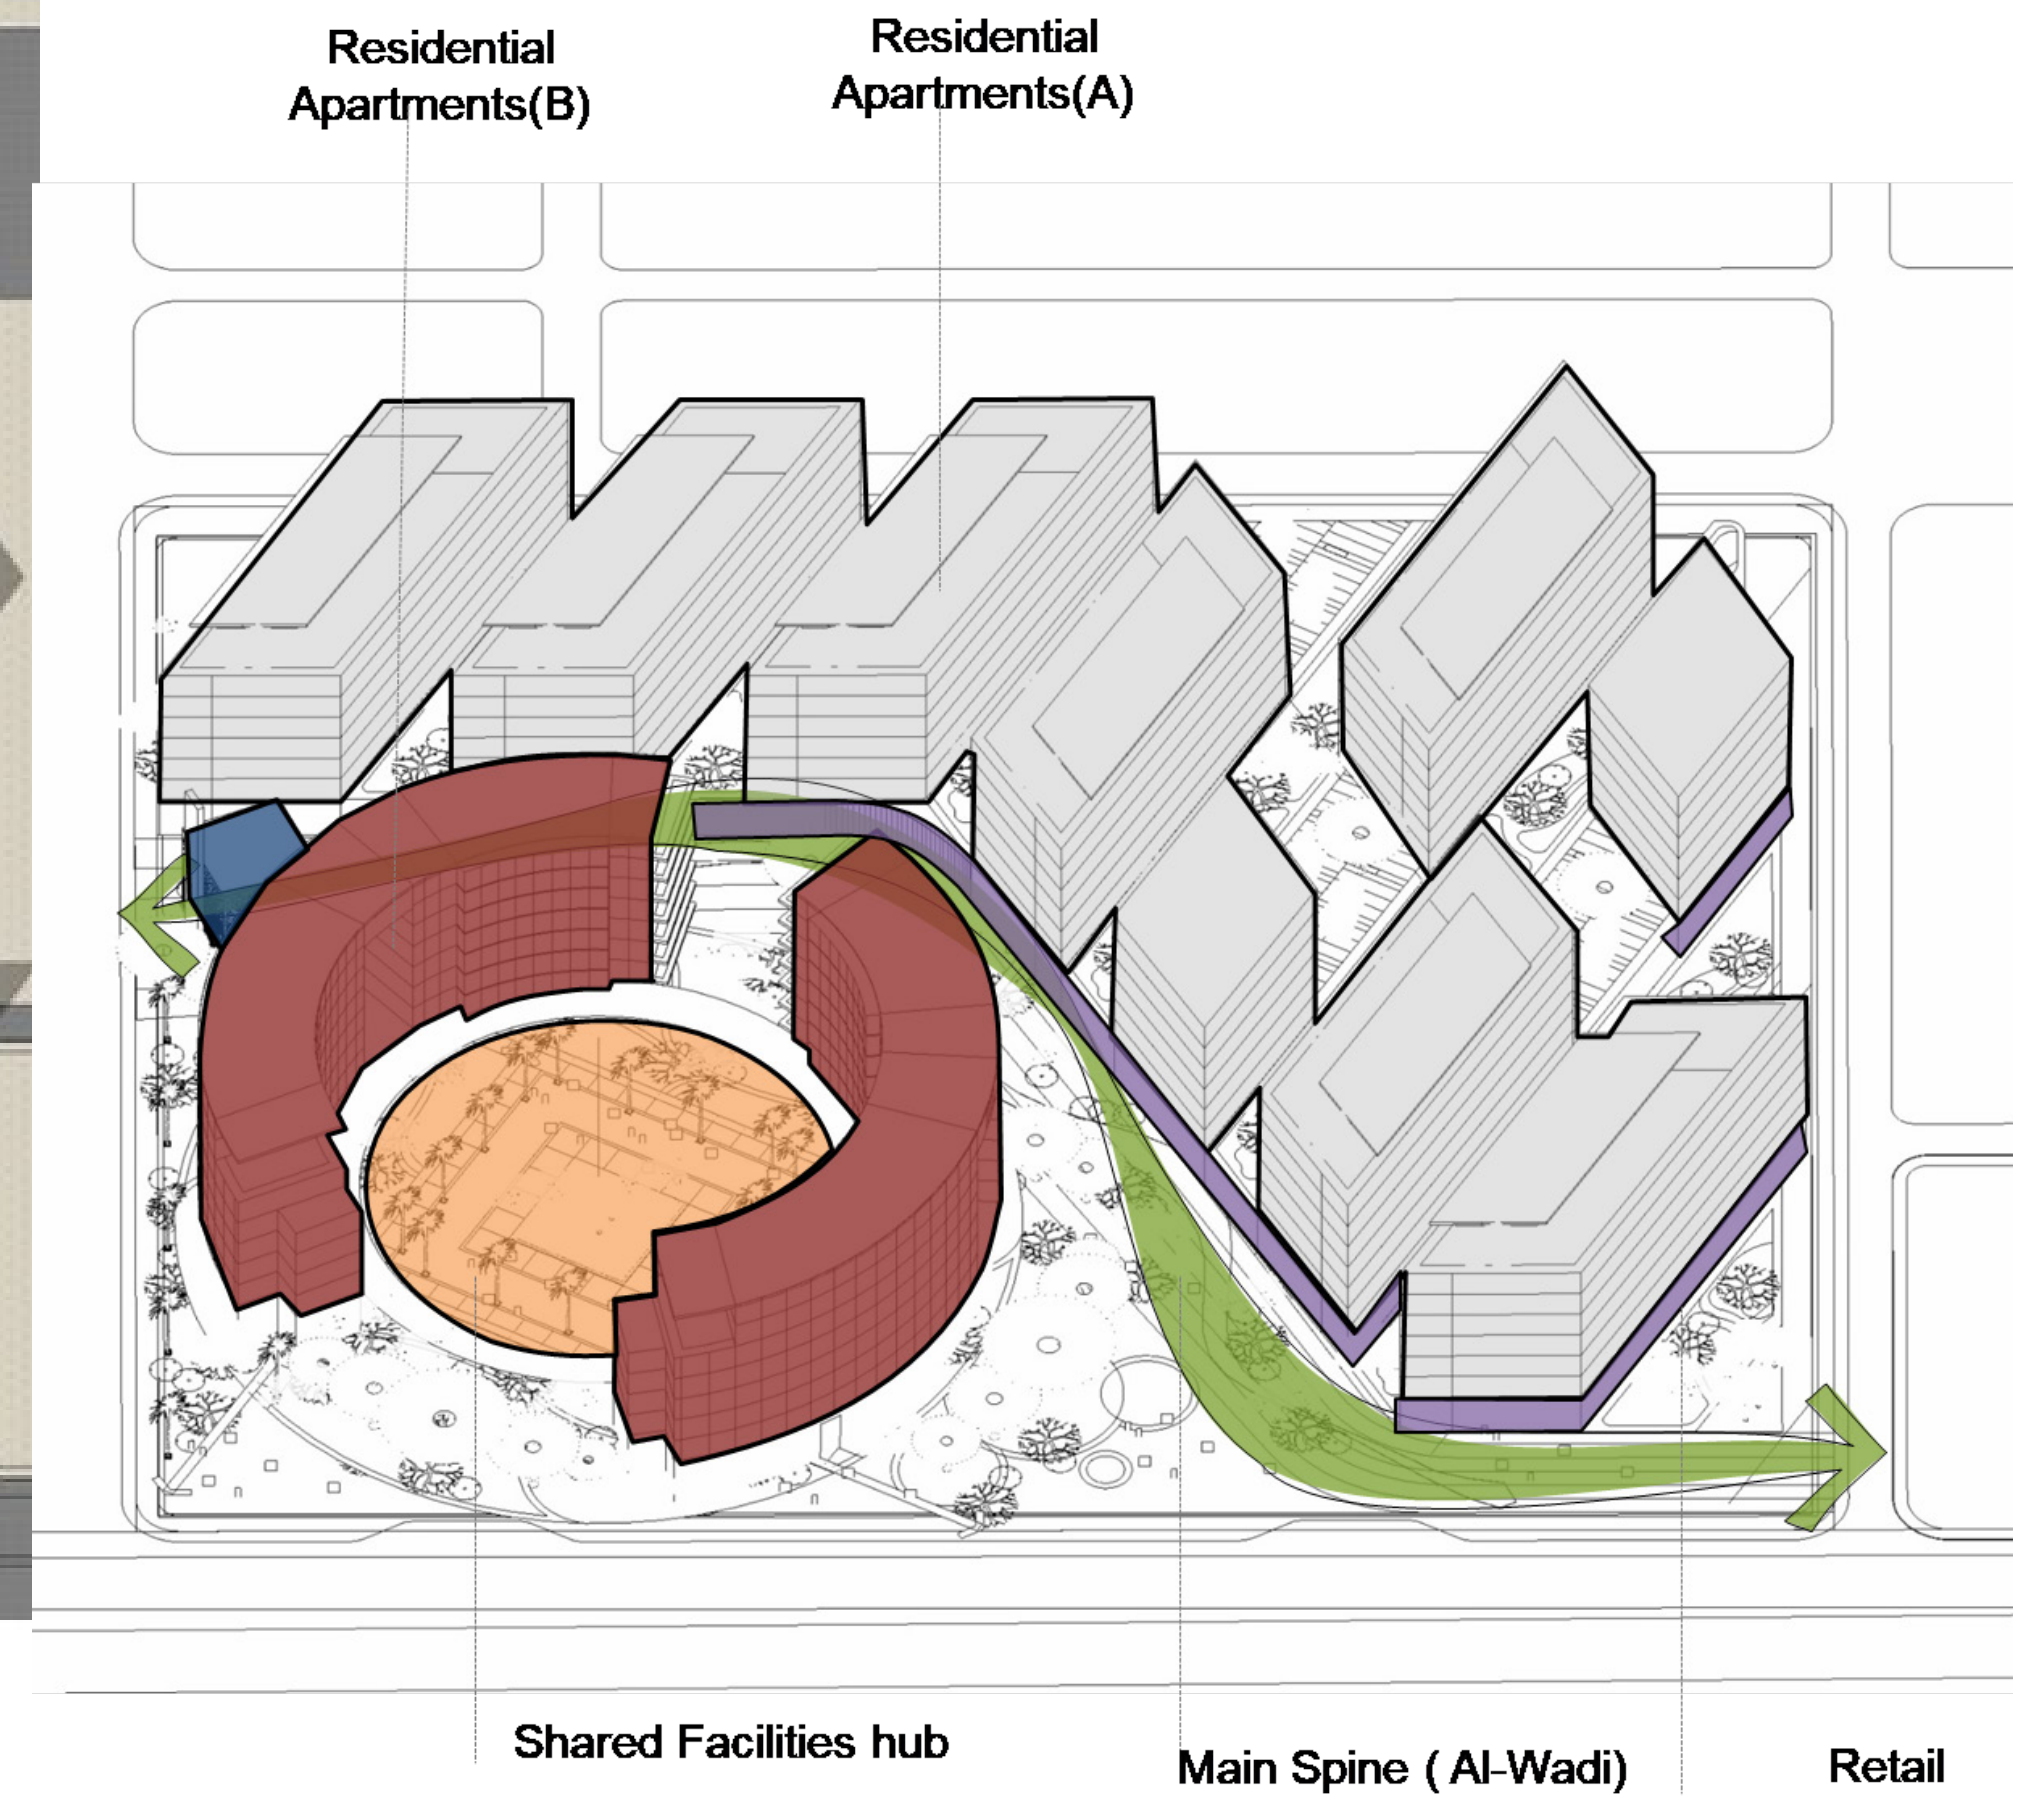 Residential
Apartments(B)
Residential
Apartments(A)
Shared Facilities hub
Main Spine ( Al-Wadi)
Retail